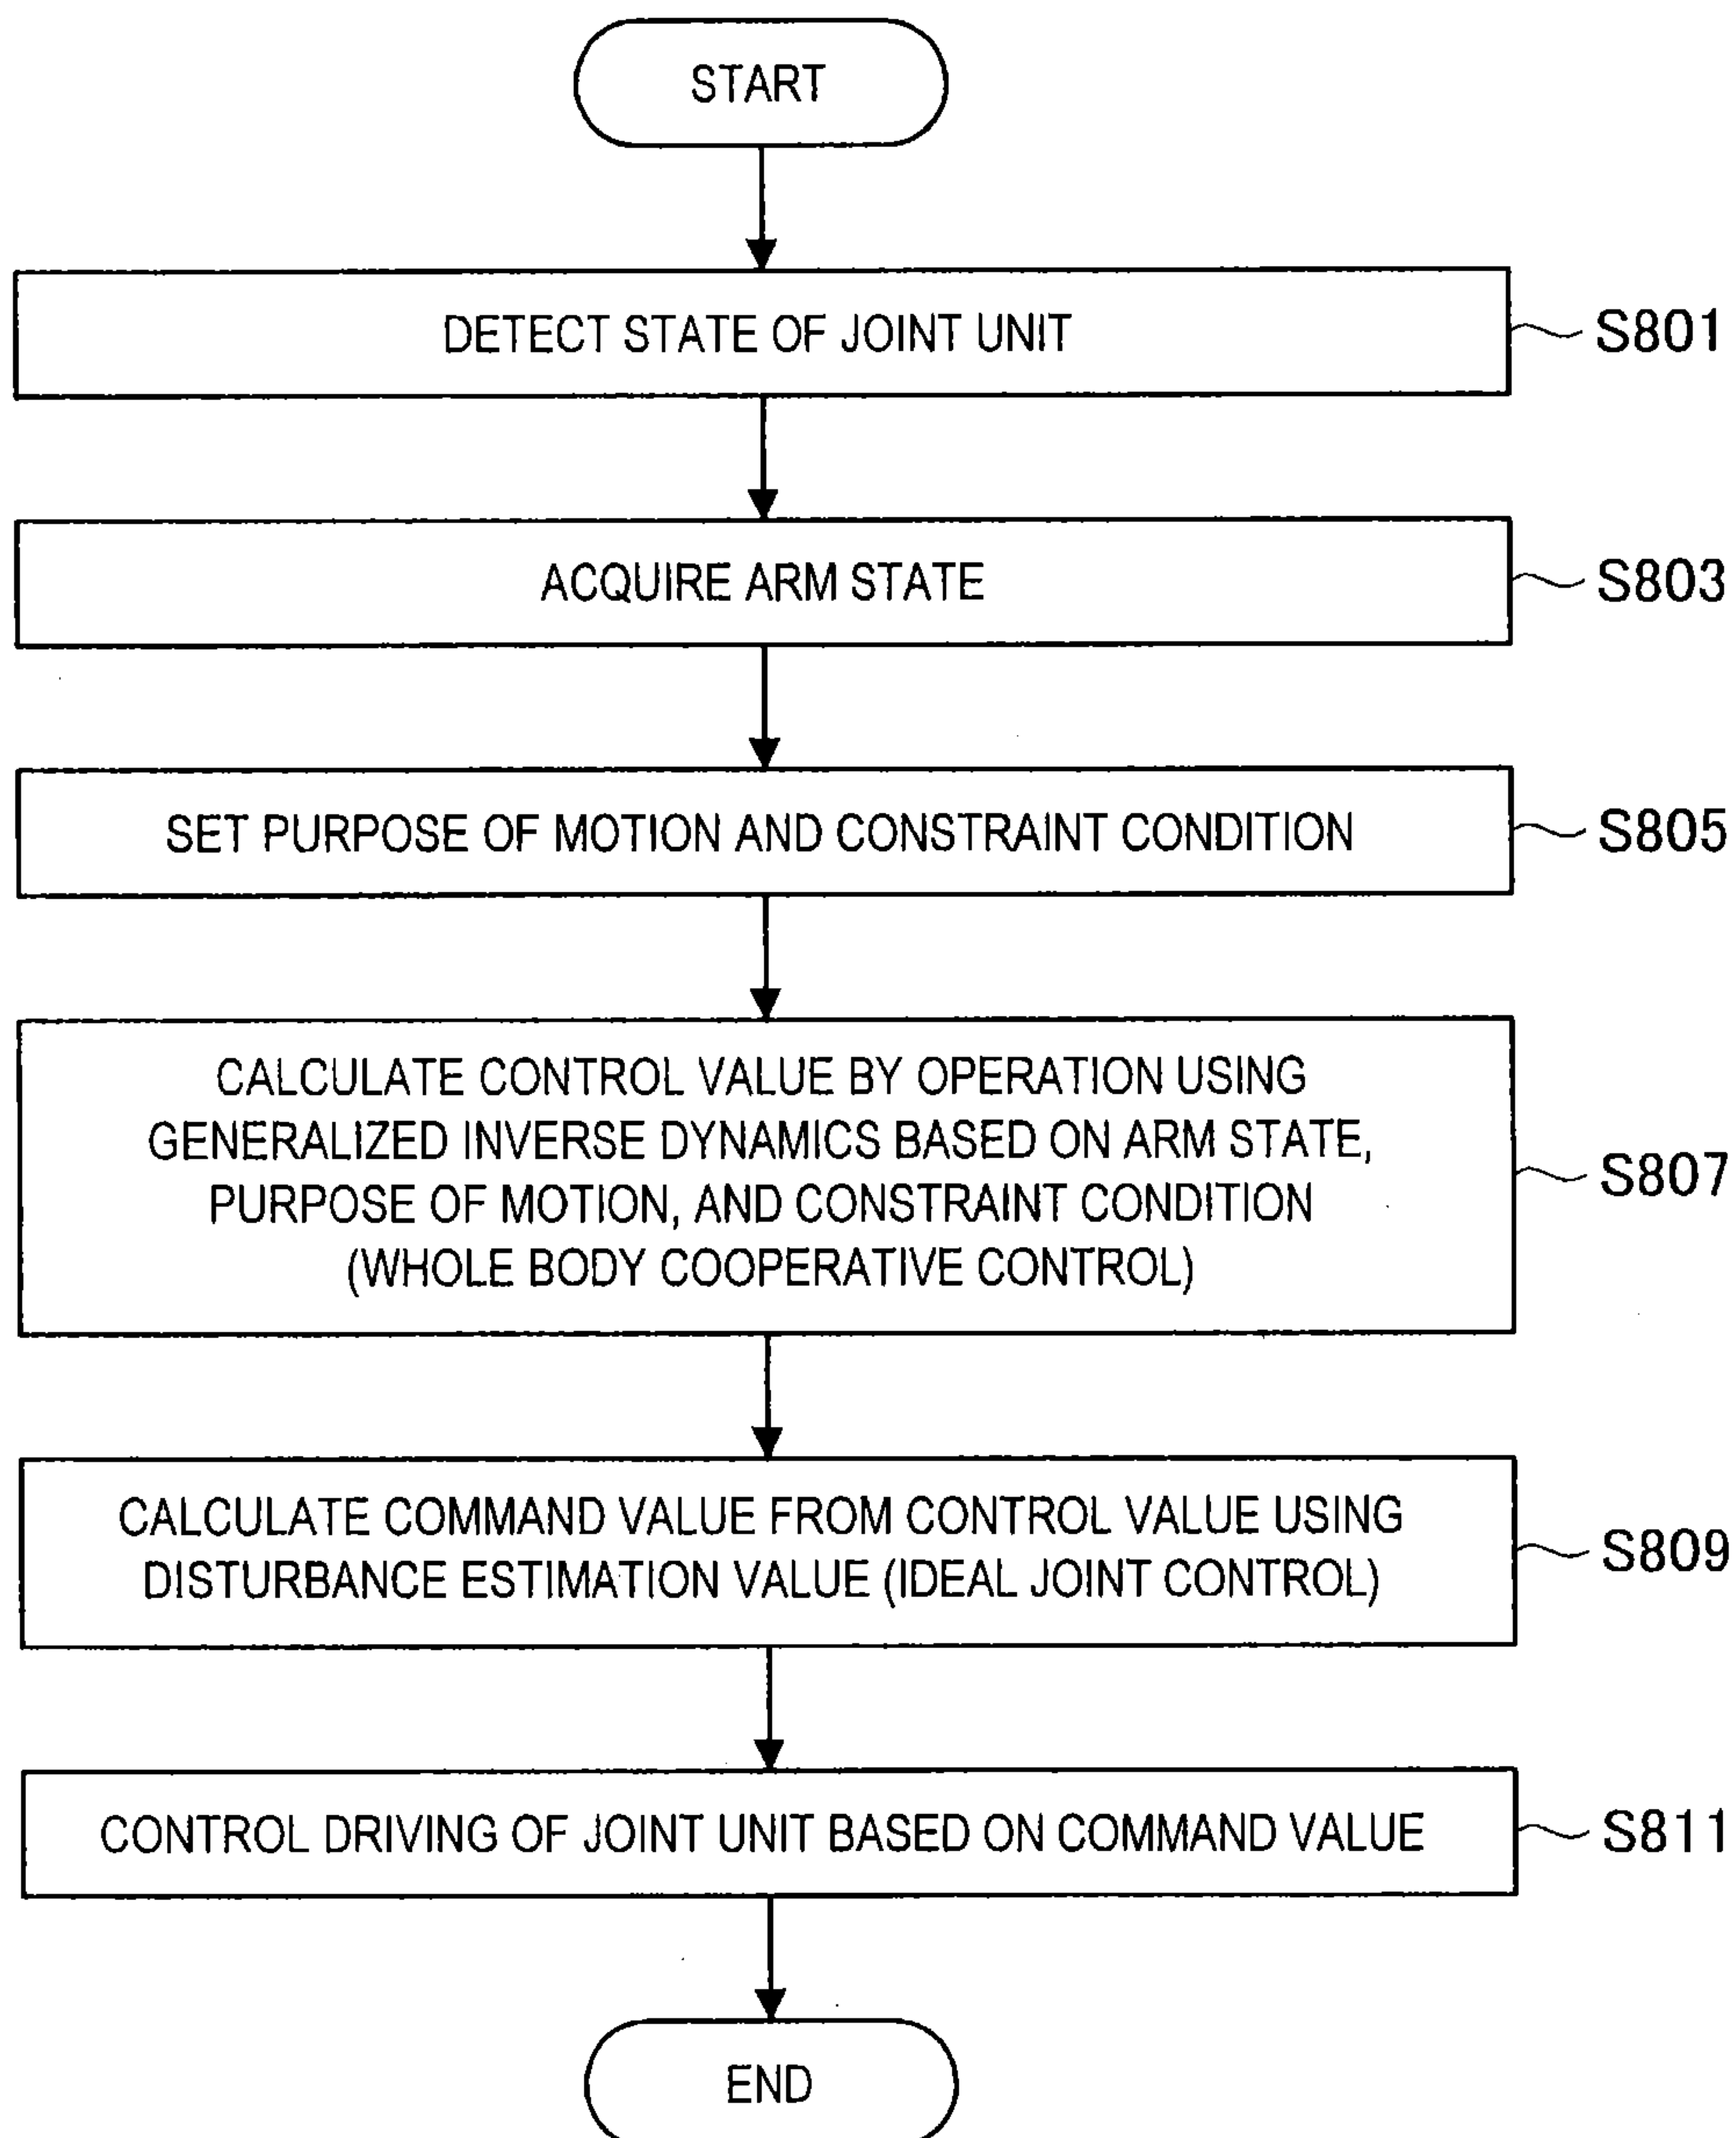 START
DETECT STATE OF JOINT UNIT
S801
ACQUIRE ARM STATE
S803
SET PURPOSE OF MOTION AND CONSTRAINT CONDITION
S805
CALCULATE CONTROL VALUE BY OPERATION USING
GENERALIZED INVERSE DYNAMICS BASED ON ARM STATE,
PURPOSE OF MOTION, AND CONSTRAINT CONDITION
(WHOLE BODY COOPERATIVE CONTROL)
S807
CALCULATE COMMAND VALUE FROM CONTROL VALUE USING
DISTURBANCE ESTIMATION VALUE (IDEAL JOINT CONTROL)
S809
CONTROL DRIVING OF JOINT UNIT BASED ON COMMAND VALUE
S811
END